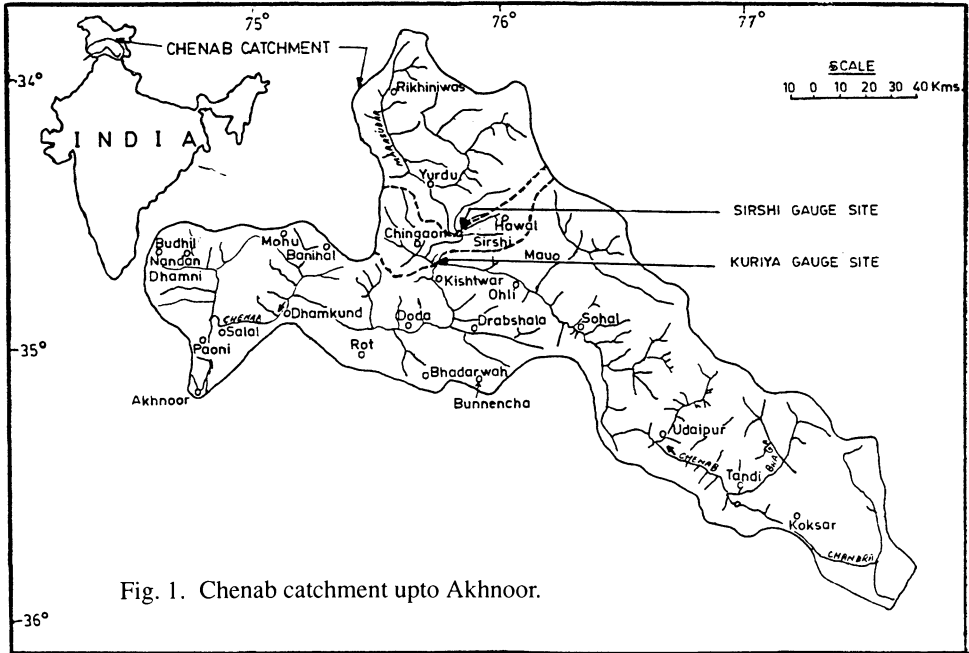 75°
76°
77°
34°
35°
36°
CHENAB CATCHMENT
SCALE
10 0 10 20 30 40 Kms.
INDIA
Rikhiniwas
MARSUDAR
Yurdu
SIRSHI GAUGE SITE
Hawal
Chingaon
Sirshi
Mau
KURIYA GAUGE SITE
Budhil
Nandan
Dhamni
Mohu
Banihal
Kishtwar
Ohli
CHENAB
Dhamkund
Salal
Doda
Drabshala
Sohal
Paoni
Rot
Bhadarwah
Bunnencha
Akhnoor
Udaipur
CHENAB
BHAGA
Tandi
Koksar
CHANDRA
Fig. 1. Chenab catchment upto Akhnoor.